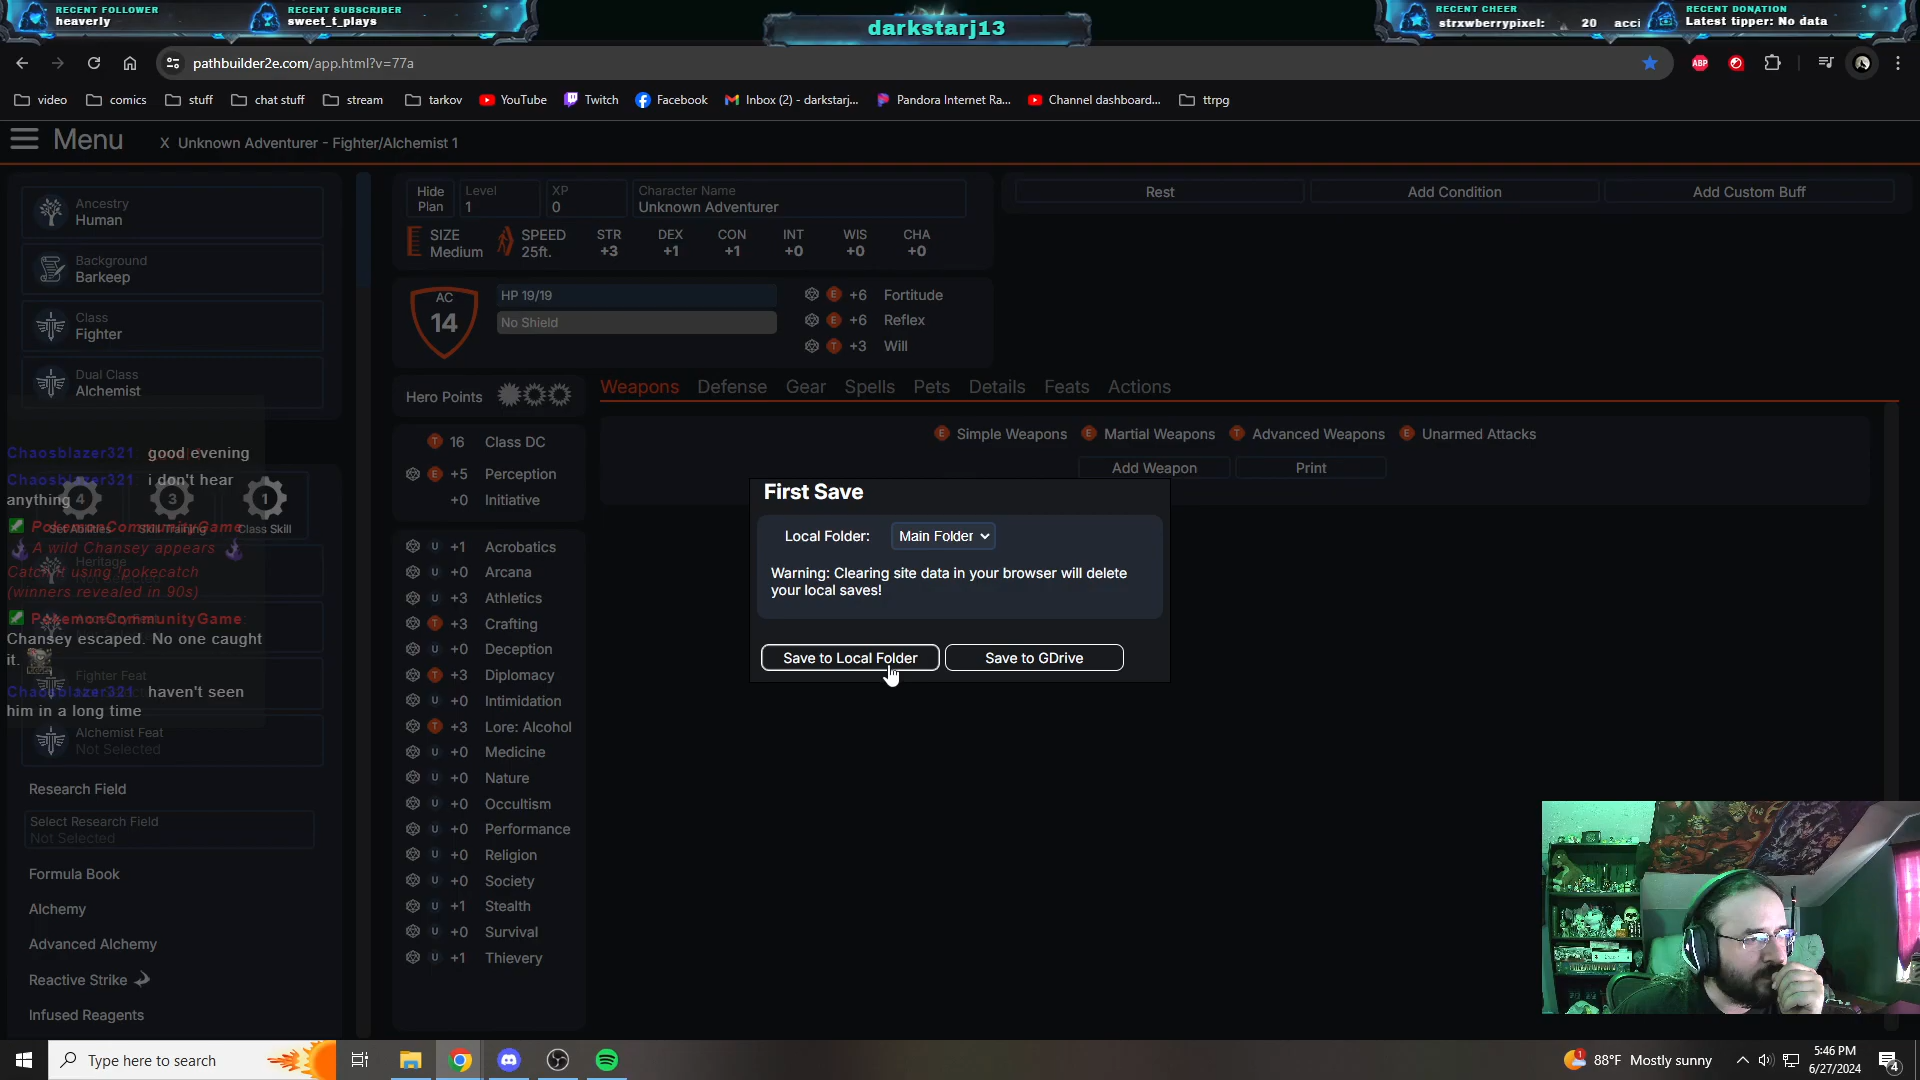 RECENT FOLLOWER
heaverly
RECENT SUBSCRIBER
sweet_t_plays
darkstarj13
RECENT CHEER
strxwberrypixel: 20 acci
RECENT DONATION
Latest tipper: No data
pathbuilder2e.com/app.html?v=77a
ABP
video
comics
stuff
chat stuff
stream
tarkov
YouTube
Twitch
Facebook
Inbox (2) - darkstarj...
Pandora Internet Ra...
Channel dashboard...
ttrpg
Menu
X Unknown Adventurer - Fighter/Alchemist 1
Ancestry
Human
Background
Barkeep
Class
Fighter
Dual Class
Alchemist
Chaosblazer321 good evening
Chaosblazer321 i don't hear
anything
4
3
1
Set Abilities
Skill Training
Class Skill
PokemonCommunityGame
A wild Chansey appears
Catch it using !pokecatch
(winners revealed in 90s)
Heritage
PokemonCommunityGame
Chansey escaped. No one caught
it.
Fighter Feat
Chaosblazer321 haven't seen
him in a long time
Alchemist Feat
Not Selected
Research Field
Select Research Field
Not Selected
Formula Book
Alchemy
Advanced Alchemy
Reactive Strike
Infused Reagents
Hide
Plan
Level
1
XP
0
Character Name
Unknown Adventurer
SIZE
Medium
SPEED
25ft.
STR
+3
DEX
+1
CON
+1
INT
+0
WIS
+0
CHA
+0
AC
14
HP 19/19
No Shield
E +6 Fortitude
E +6 Reflex
T +3 Will
Hero Points
T 16 Class DC
E +5 Perception
+0 Initiative
U +1 Acrobatics
U +0 Arcana
U +3 Athletics
T +3 Crafting
U +0 Deception
T +3 Diplomacy
U +0 Intimidation
T +3 Lore: Alcohol
U +0 Medicine
U +0 Nature
U +0 Occultism
U +0 Performance
U +0 Religion
U +0 Society
U +1 Stealth
U +0 Survival
U +1 Thievery
Rest
Add Condition
Add Custom Buff
Weapons
Defense
Gear
Spells
Pets
Details
Feats
Actions
E Simple Weapons
E Martial Weapons
T Advanced Weapons
E Unarmed Attacks
Add Weapon
Print
First Save
Local Folder:
Main Folder
Warning: Clearing site data in your browser will delete
your local saves!
Save to Local Folder
Save to GDrive
Type here to search
1
88°F Mostly sunny
5:46 PM
6/27/2024
4